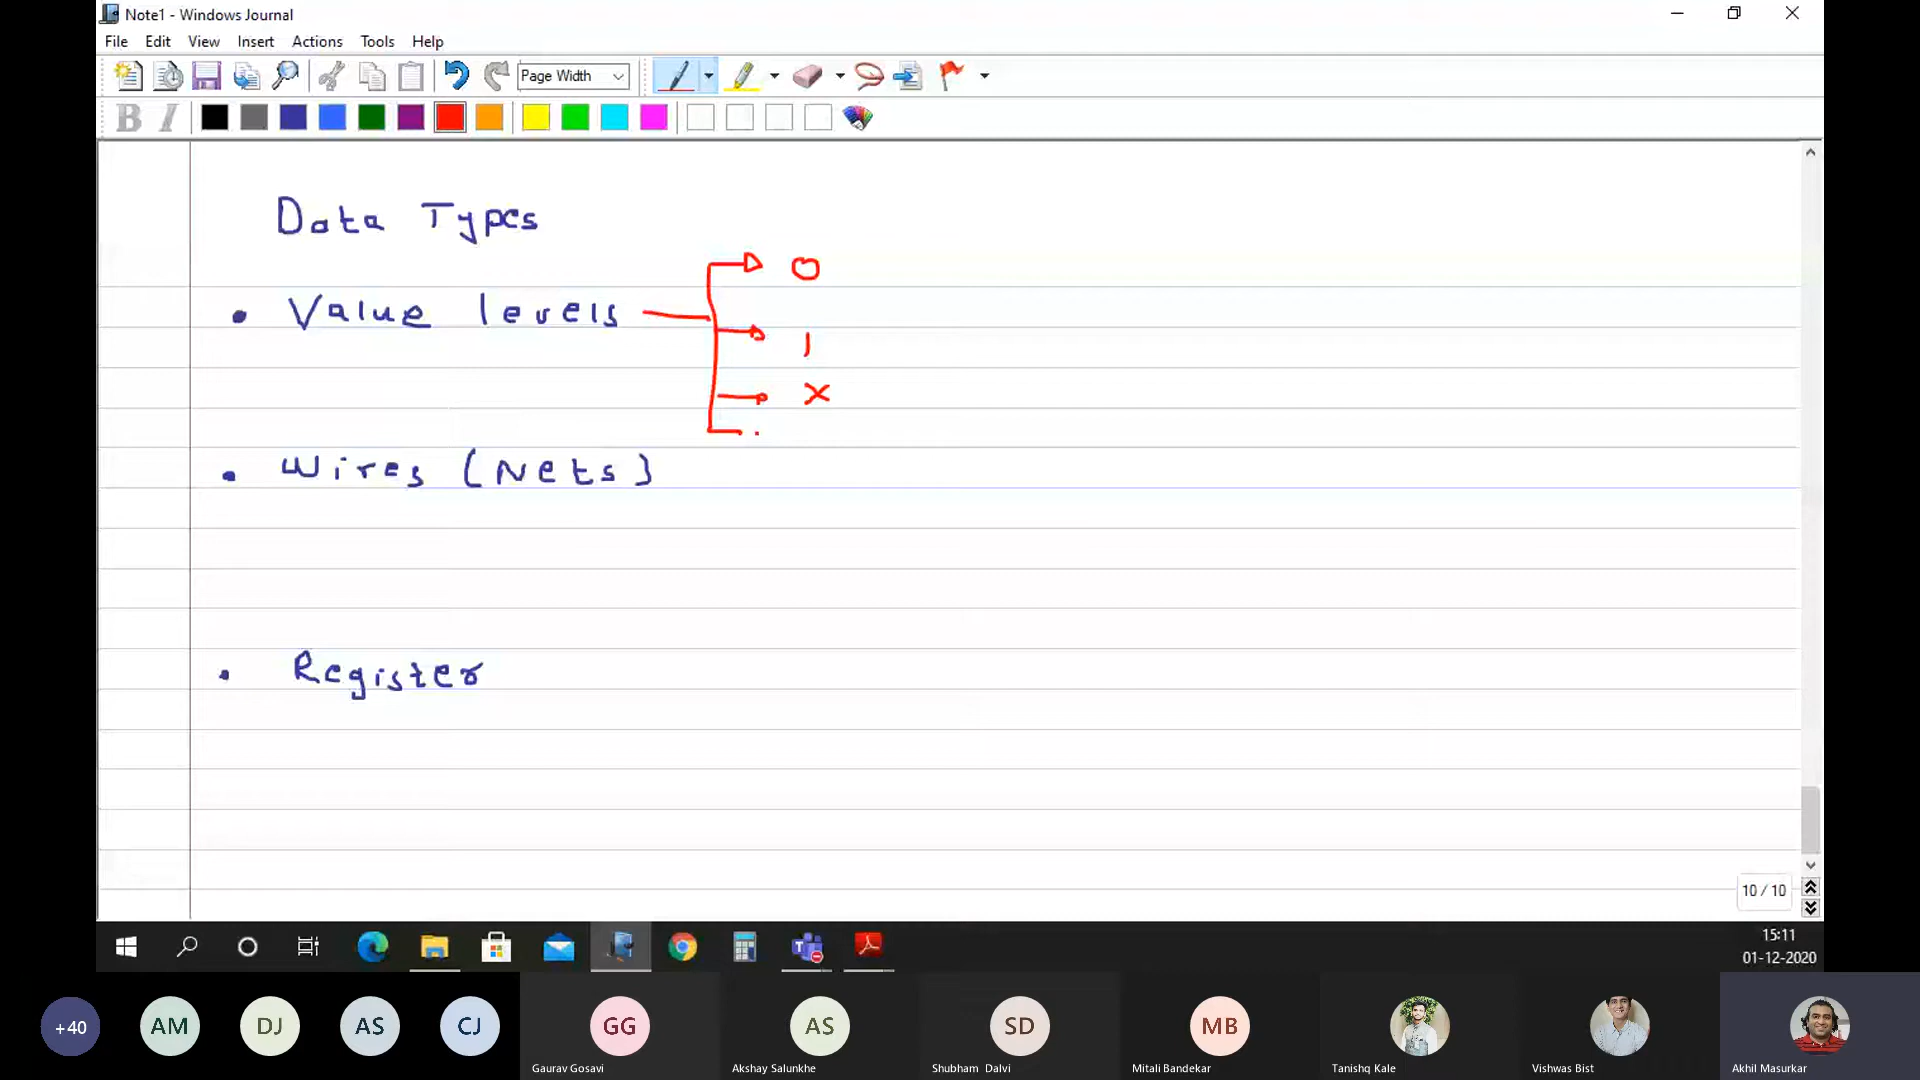 Note1 - Windows Journal
File Edit View Insert Actions Tools Help
Page Width
B I
Data Types
0
• Value levels
1
X
• Wires (Nets)
• Register
10 / 10
15:11
01-12-2020
+40 AM DJ AS CJ GG AS SD MB
Gaurav Gosavi Akshay Salunkhe Shubham Dalvi Mitali Bandekar Tanishq Kale Vishwas Bist Akhil Masurkar